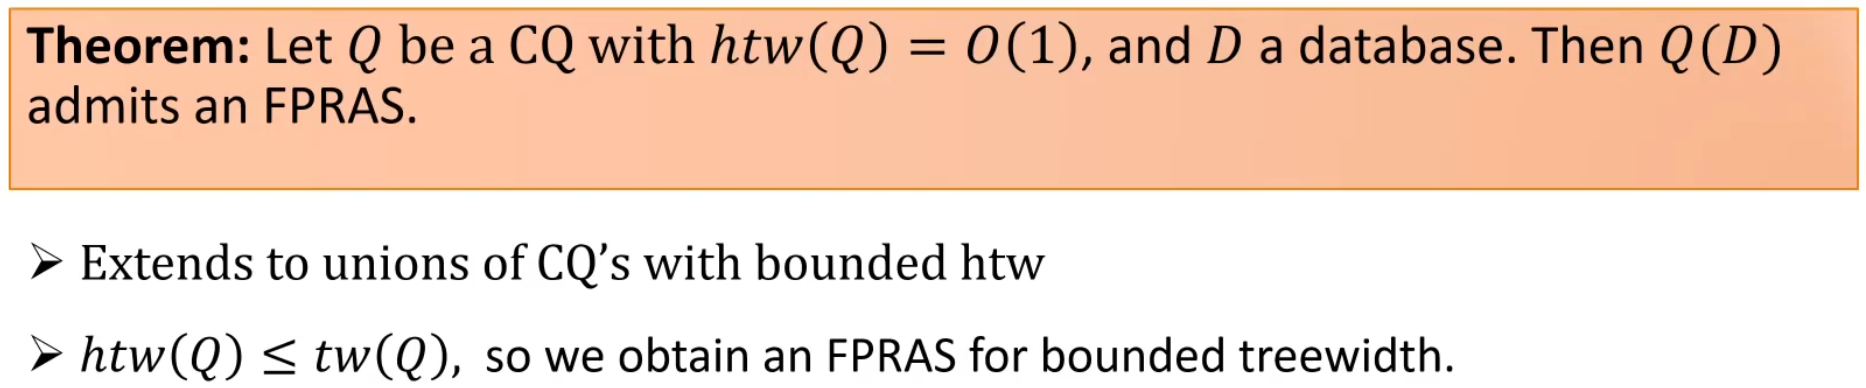 Theorem: Let Q be a CQ with htw(Q) = O(1), and D a database. Then Q(D)
admits an FPRAS.
➢ Extends to unions of CQ’s with bounded htw
➢ htw(Q) ≤ tw(Q), so we obtain an FPRAS for bounded treewidth.